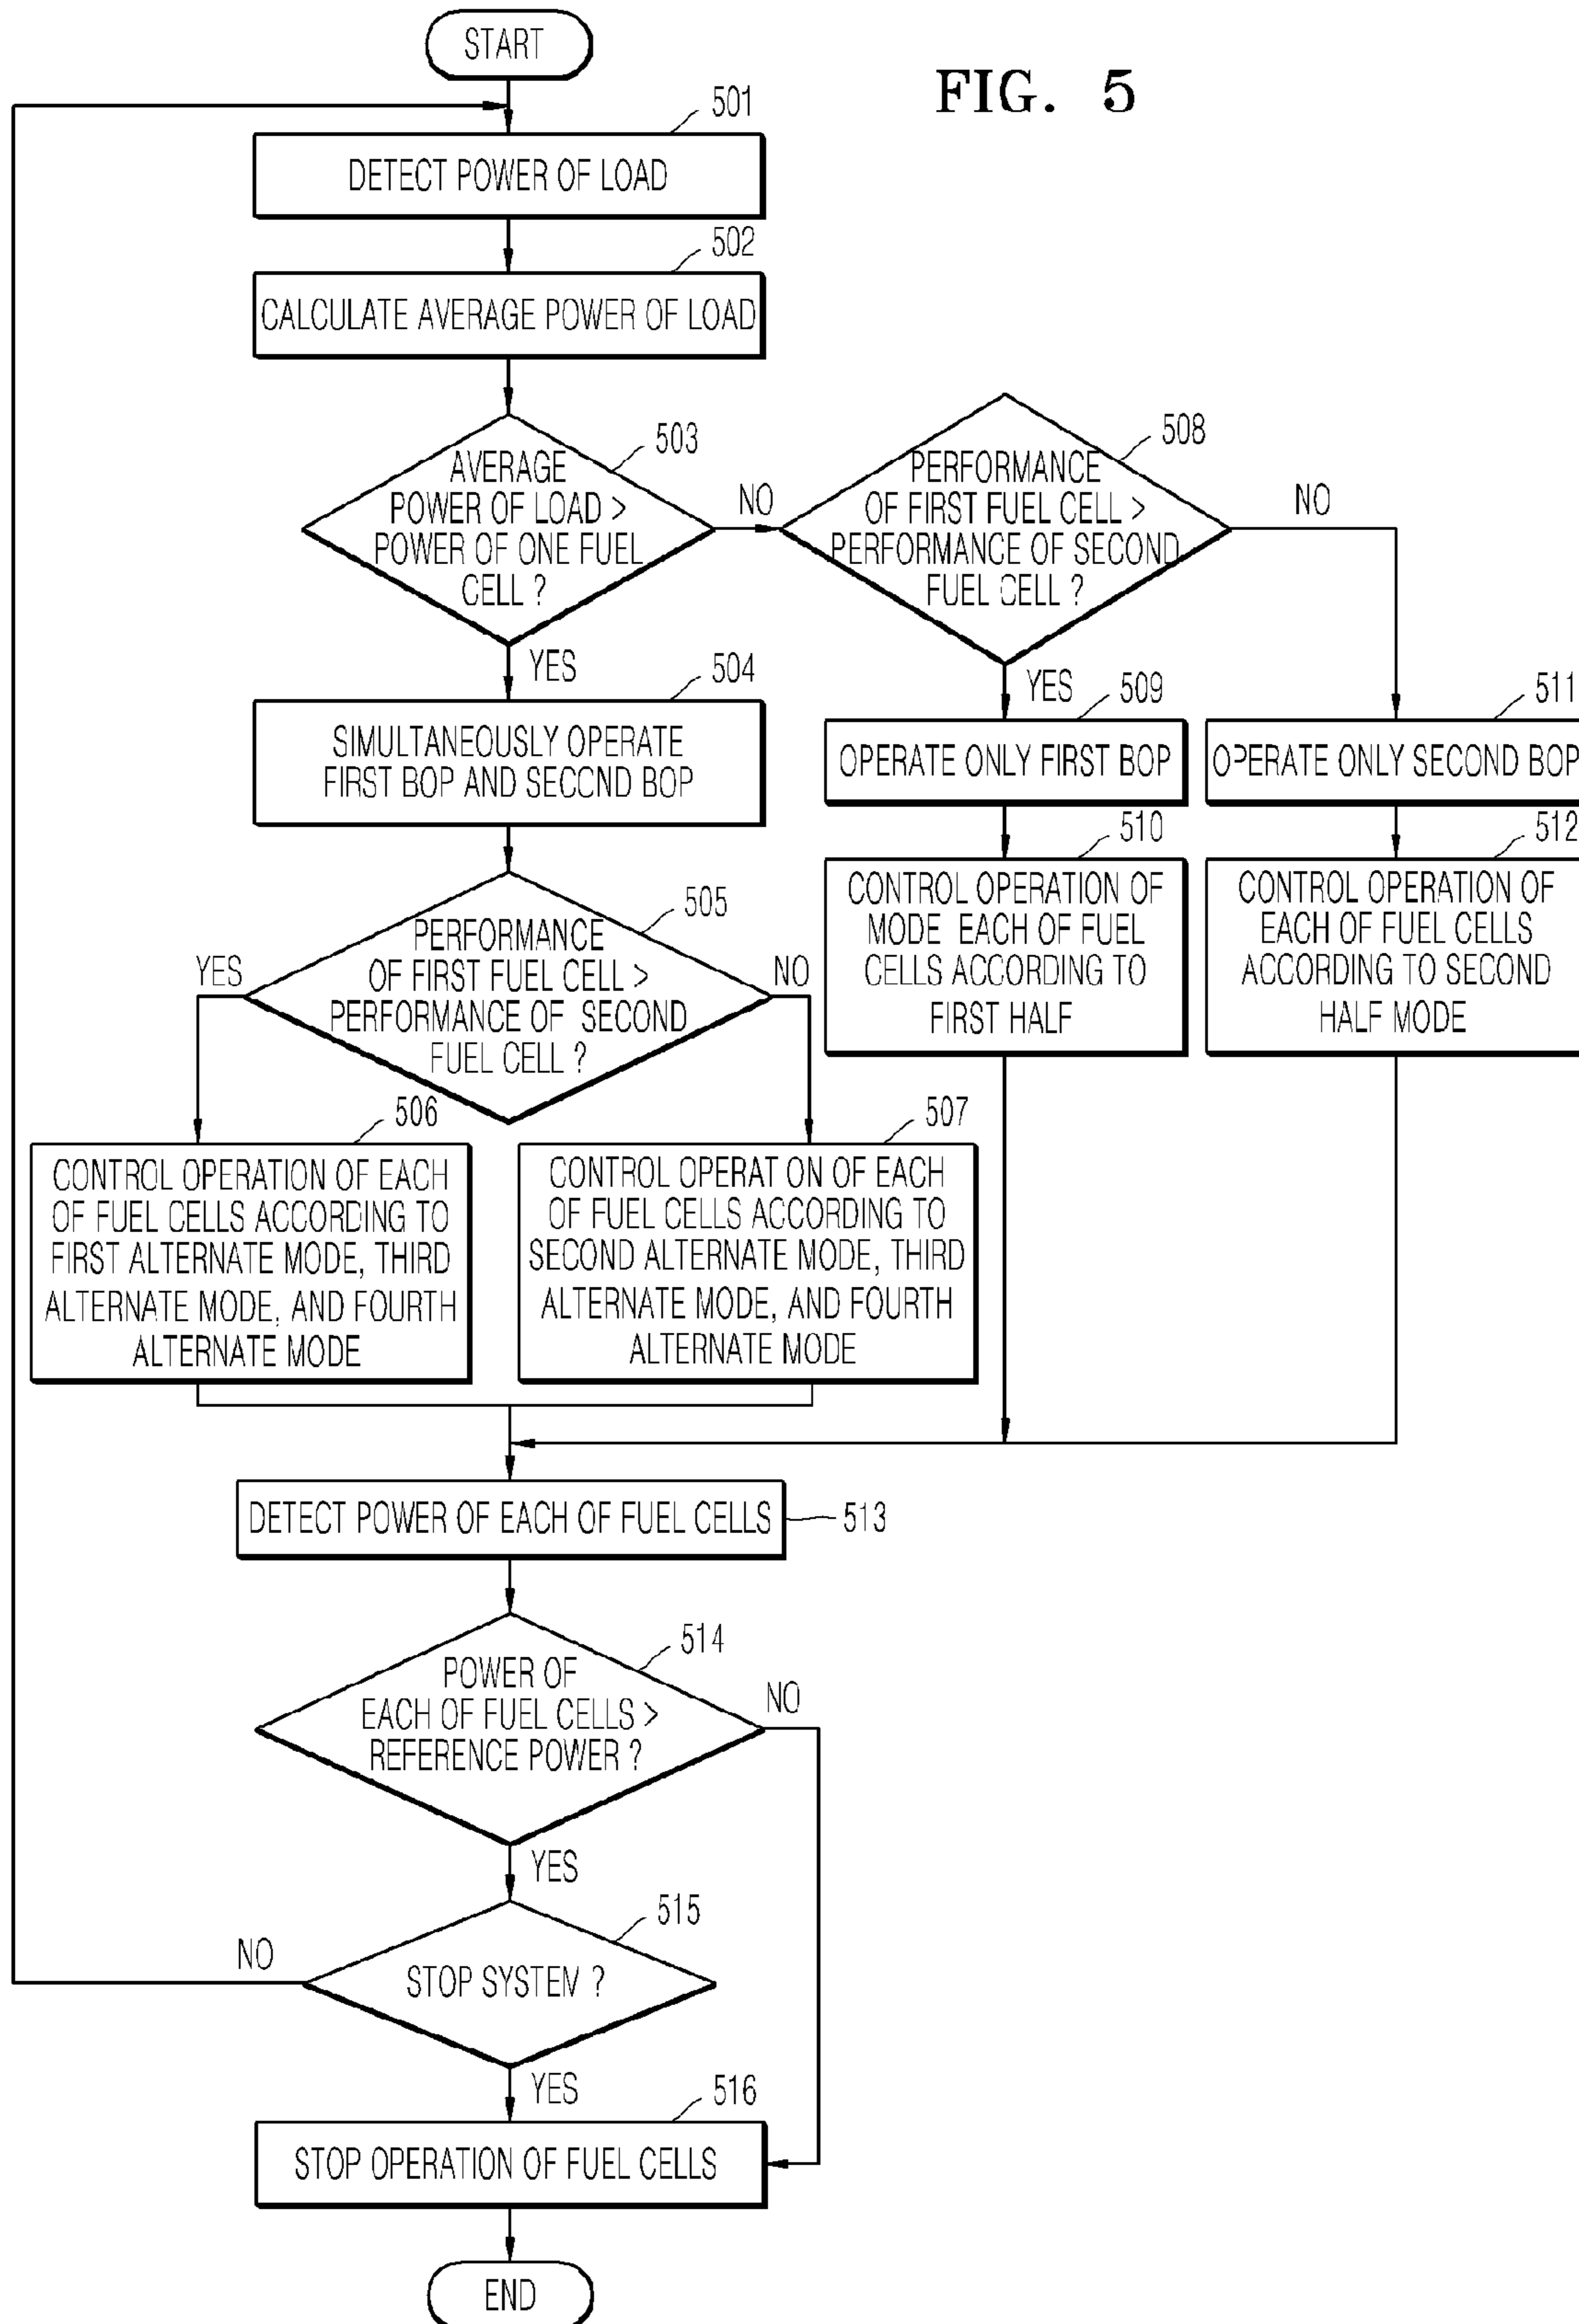 START
FIG. 5
501
DETECT POWER OF LOAD
502
CALCULATE AVERAGE POWER OF LOAD
503
AVERAGE
POWER OF LOAD >
POWER OF ONE FUEL
CELL ?
NO
YES
508
PERFORMANCE
OF FIRST FUEL CELL >
PERFORMANCE OF SECOND
FUEL CELL ?
NO
YES
504
SIMULTANEOUSLY OPERATE
FIRST BOP AND SECOND BOP
509
OPERATE ONLY FIRST BOP
511
OPERATE ONLY SECOND BOP
505
PERFORMANCE
OF FIRST FUEL CELL >
PERFORMANCE OF SECOND
FUEL CELL ?
YES
NO
510
CONTROL OPERATION OF
MODE EACH OF FUEL
CELLS ACCORDING TO
FIRST HALF
512
CONTROL OPERATION OF
EACH OF FUEL CELLS
ACCORDING TO SECOND
HALF MODE
506
CONTROL OPERATION OF EACH
OF FUEL CELLS ACCORDING TO
FIRST ALTERNATE MODE, THIRD
ALTERNATE MODE, AND FOURTH
ALTERNATE MODE
507
CONTROL OPERAT ON OF EACH
OF FUEL CELLS ACCORDING TO
SECOND ALTERNATE MODE, THIRD
ALTERNATE MODE, AND FOURTH
ALTERNATE MODE
DETECT POWER OF EACH OF FUEL CELLS
513
514
POWER OF
EACH OF FUEL CELLS >
REFERENCE POWER ?
NO
YES
515
STOP SYSTEM ?
NO
YES
516
STOP OPERATION OF FUEL CELLS
END